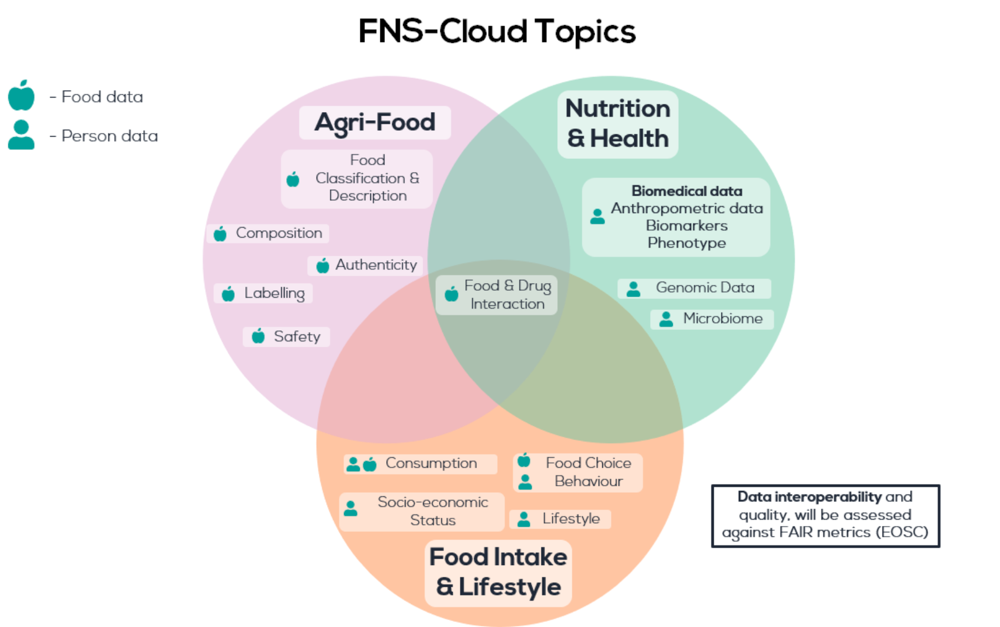 FNS-Cloud Topics
- Food data
- Person data
Agri-Food
Food
Classification &
Description
Composition
Authenticity
Labelling
Safety
Nutrition
& Health
Biomedical data
Anthropometric data
Biomarkers
Phenotype
Genomic Data
Microbiome
Food & Drug
Interaction
Consumption
Food Choice
Behaviour
Socio-economic
Status
Lifestyle
Food Intake
& Lifestyle
Data interoperability and
quality, will be assessed
against FAIR metrics (EOSC)